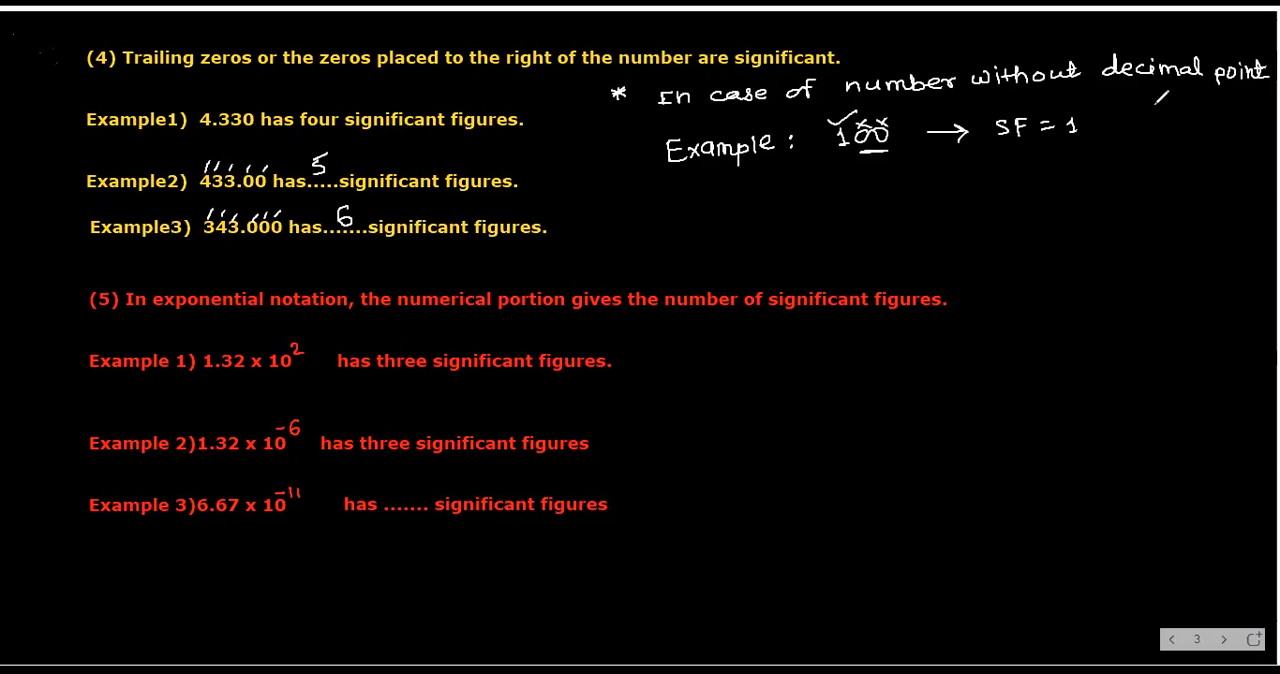 (4) Trailing zeros or the zeros placed to the right of the number are significant.
* In case of number without decimal point
Example1) 4.330 has four significant figures.
Example: 100 → SF = 1
5
Example2) 433.00 has.....significant figures.
6
Example3) 343.000 has.......significant figures.
(5) In exponential notation, the numerical portion gives the number of significant figures.
Example 1) 1.32 x 10² has three significant figures.
Example 2)1.32 x 10⁻⁶ has three significant figures
Example 3)6.67 x 10⁻¹¹ has ....... significant figures
< 3 >